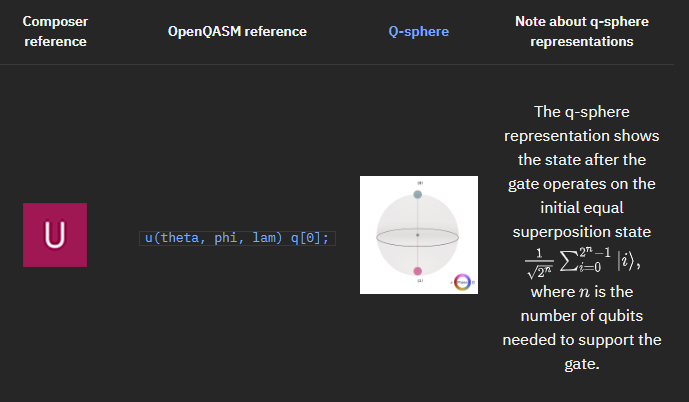 Composer
reference
OpenQASM reference
Q-sphere
Note about q-sphere
representations
U
u(theta, phi, lam) q[0];
The q-sphere
representation shows
the state after the
gate operates on the
initial equal
superposition state
$\frac{1}{\sqrt{2^n}} \sum_{i=0}^{2^n-1} |i\rangle$,
where n is the
number of qubits
needed to support the
gate.